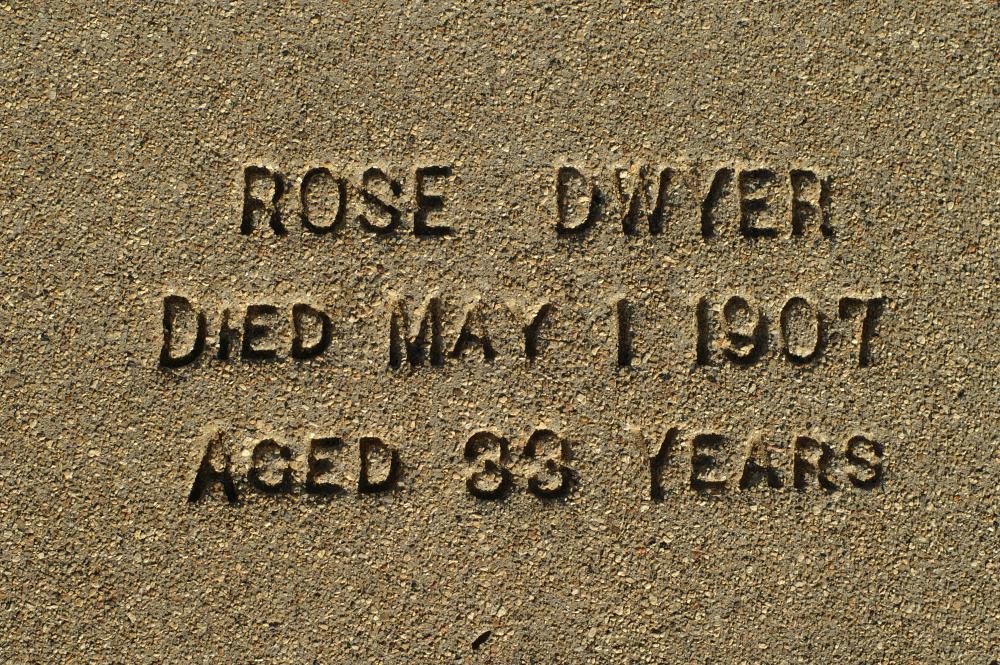 ROSE DWYER
DIED MAY 1 1907
AGED 33 YEARS